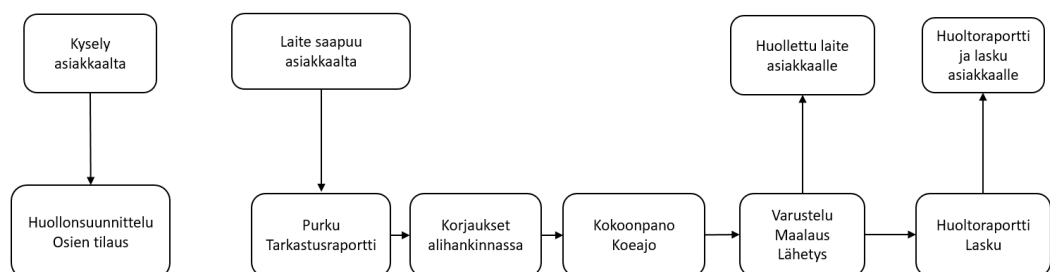 Kysely
asiakkaalta
Laite saapuu
asiakkaalta
Huollettu laite
asiakkaalle
Huoltoraportti
ja lasku
asiakkaalle
Huollonsuunnittelu
Osien tilaus
Purku
Tarkastusraportti
Korjaukset
alihankinnassa
Kokoonpano
Koeajo
Varustelu
Maalaus
Lähetys
Huoltoraportti
Lasku